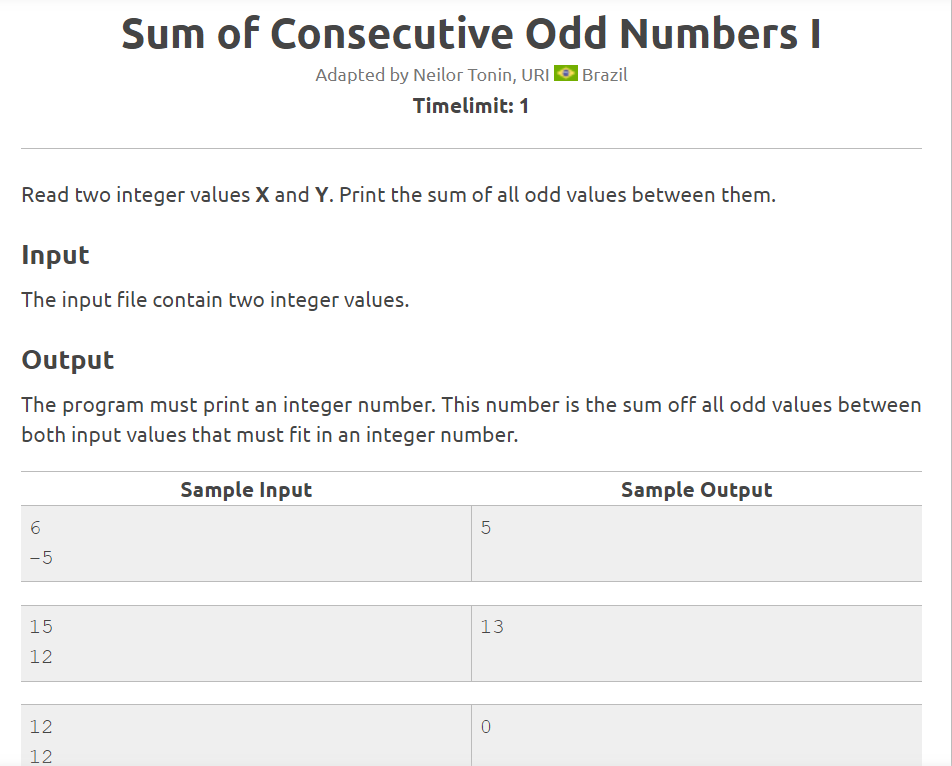 Sum of Consecutive Odd Numbers I
Adapted by Neilor Tonin, URI Brazil
Timelimit: 1
Read two integer values X and Y. Print the sum of all odd values between them.
Input
The input file contain two integer values.
Output
The program must print an integer number. This number is the sum off all odd values between
both input values that must fit in an integer number.
Sample Input Sample Output
6 5
-5
15 13
12
12 0
12